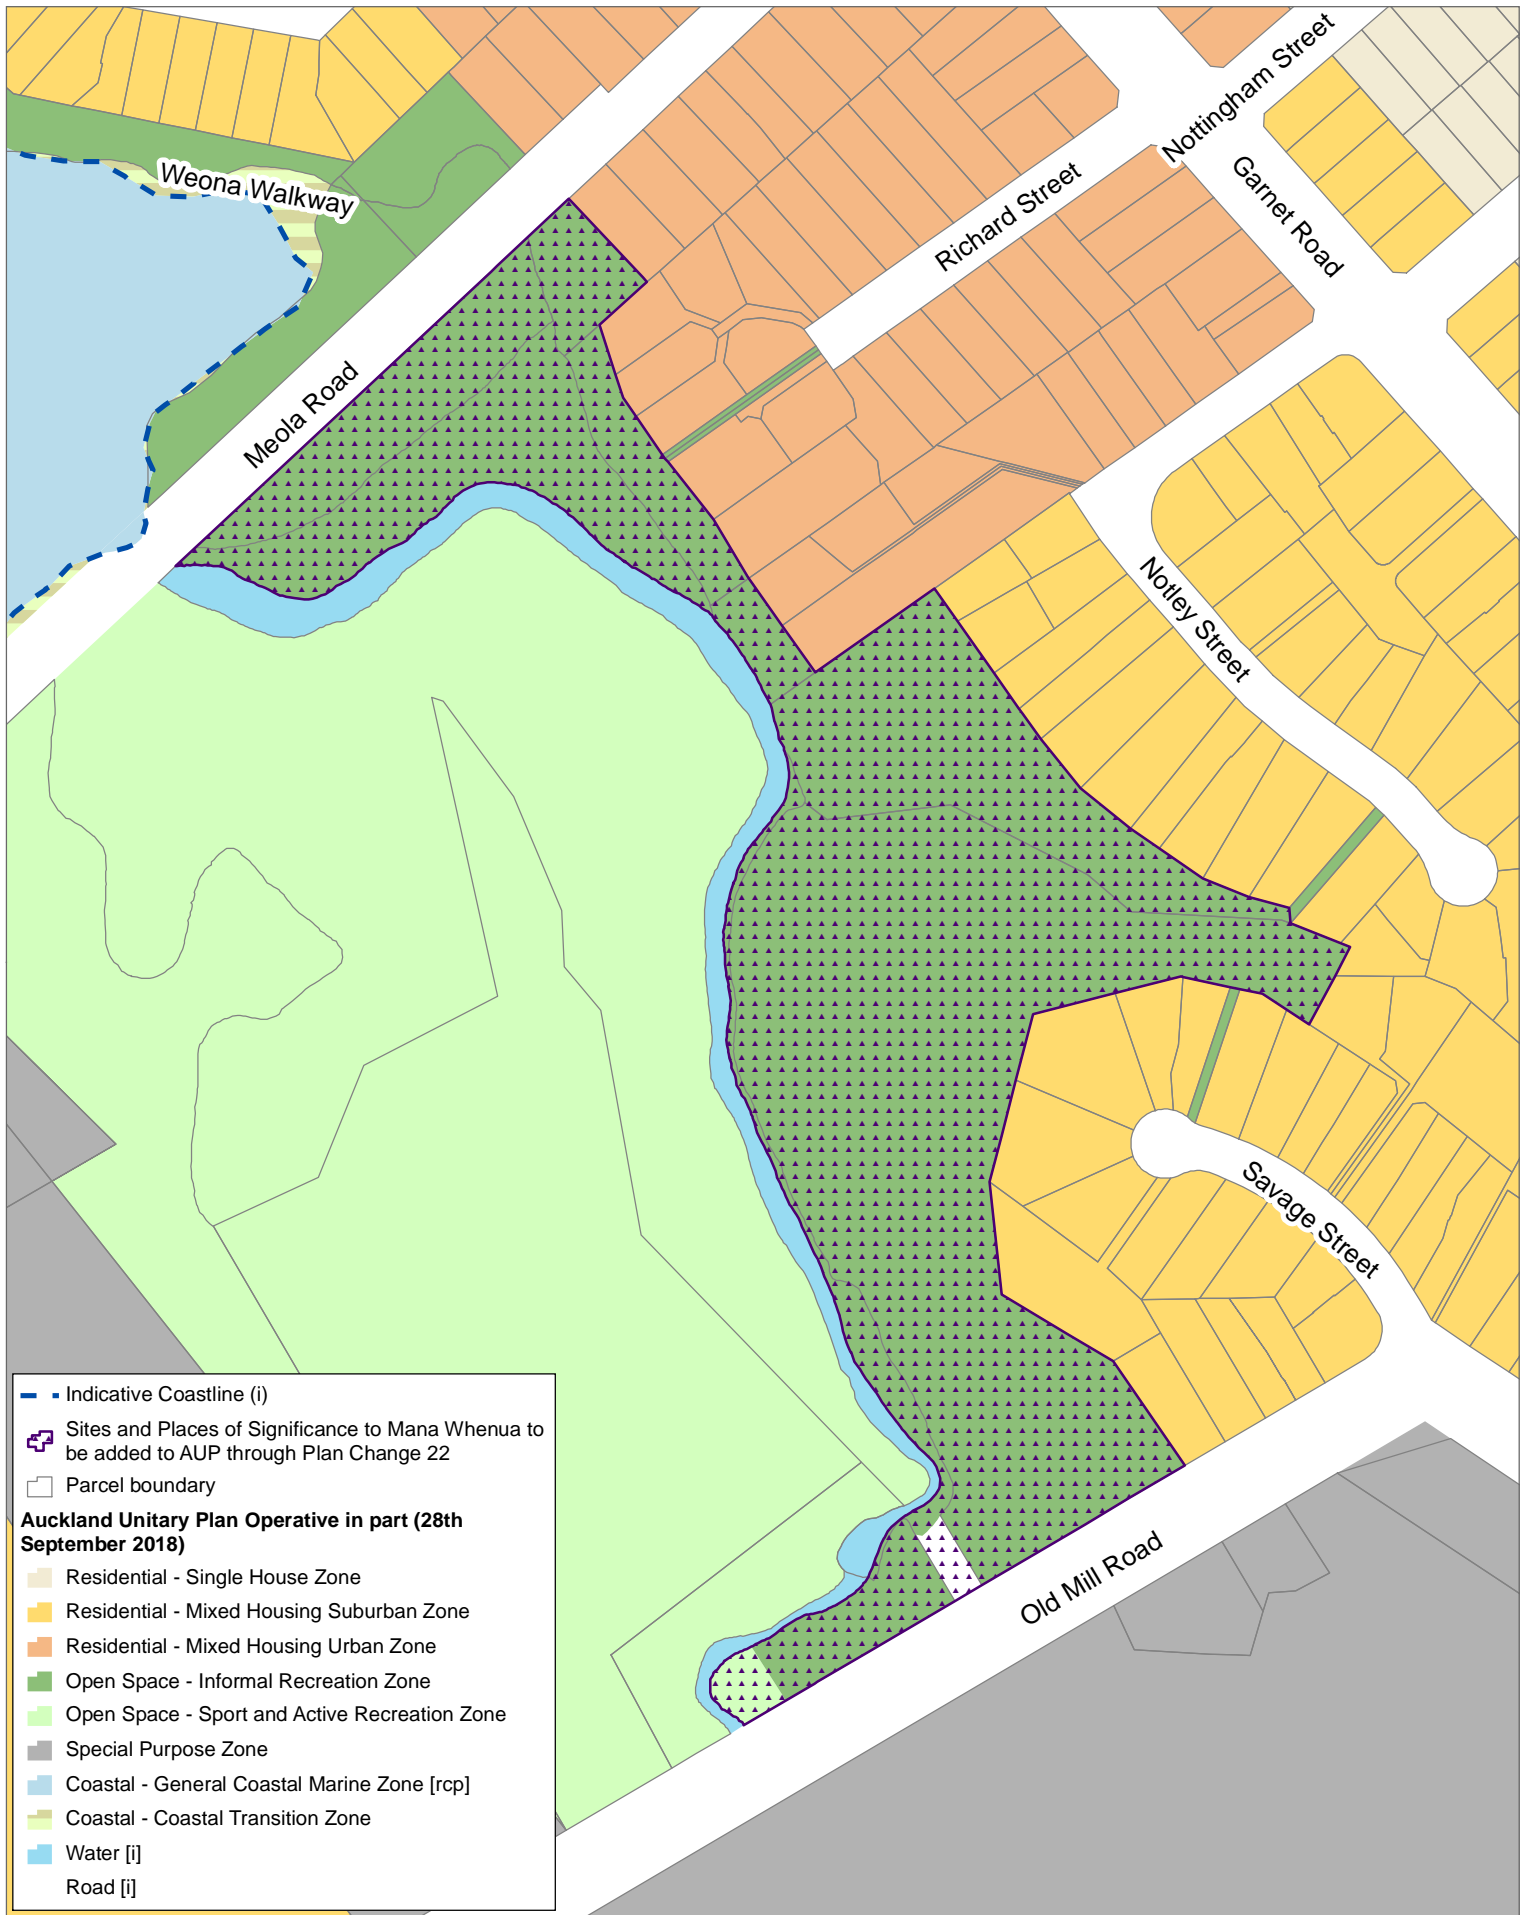 Nottingham Street
Weona Walkway
Garnet Road
Richard Street
Meola Road
Notley Street
Savage Street
Old Mill Road
Indicative Coastline (i)
Sites and Places of Significance to Mana Whenua to
be added to AUP through Plan Change 22
Parcel boundary
Auckland Unitary Plan Operative in part (28th
September 2018)
Residential - Single House Zone
Residential - Mixed Housing Suburban Zone
Residential - Mixed Housing Urban Zone
Open Space - Informal Recreation Zone
Open Space - Sport and Active Recreation Zone
Special Purpose Zone
Coastal - General Coastal Marine Zone [rcp]
Coastal - Coastal Transition Zone
Water [i]
Road [i]